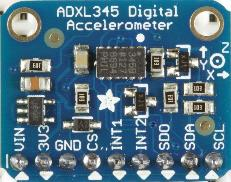 ADXL345 Digital
Accelerometer
Z
Y
X
VIN
3V3
GND
CS
INT1
INT2
SDO
SDA
SCL